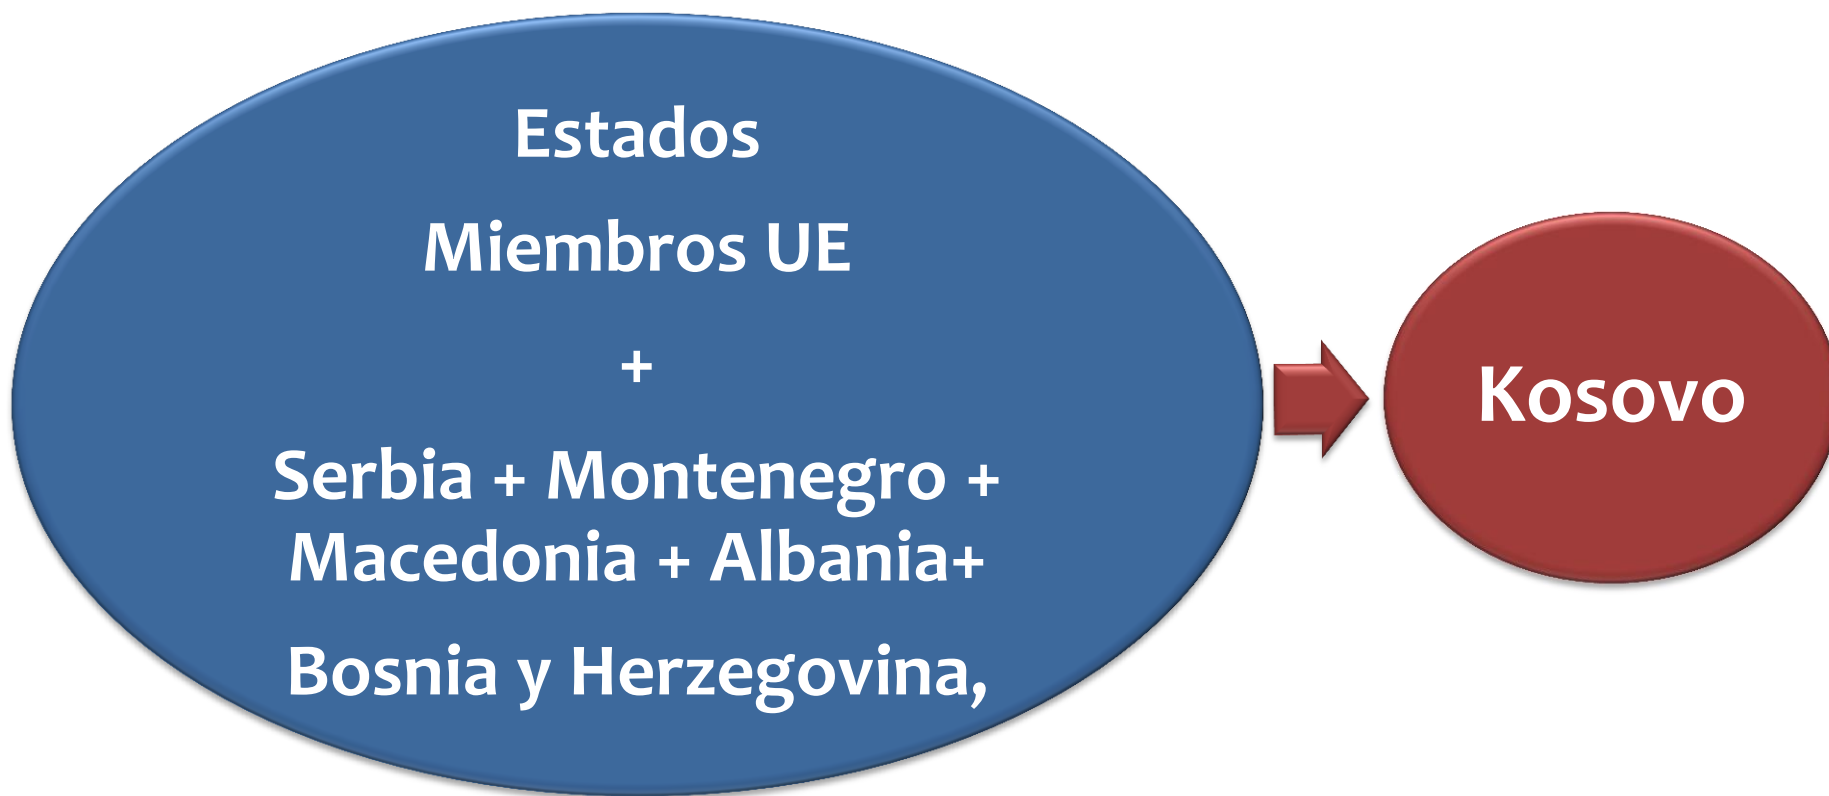 Estados
Miembros UE
+
Serbia + Montenegro +
Macedonia + Albania+
Bosnia y Herzegovina,
Kosovo